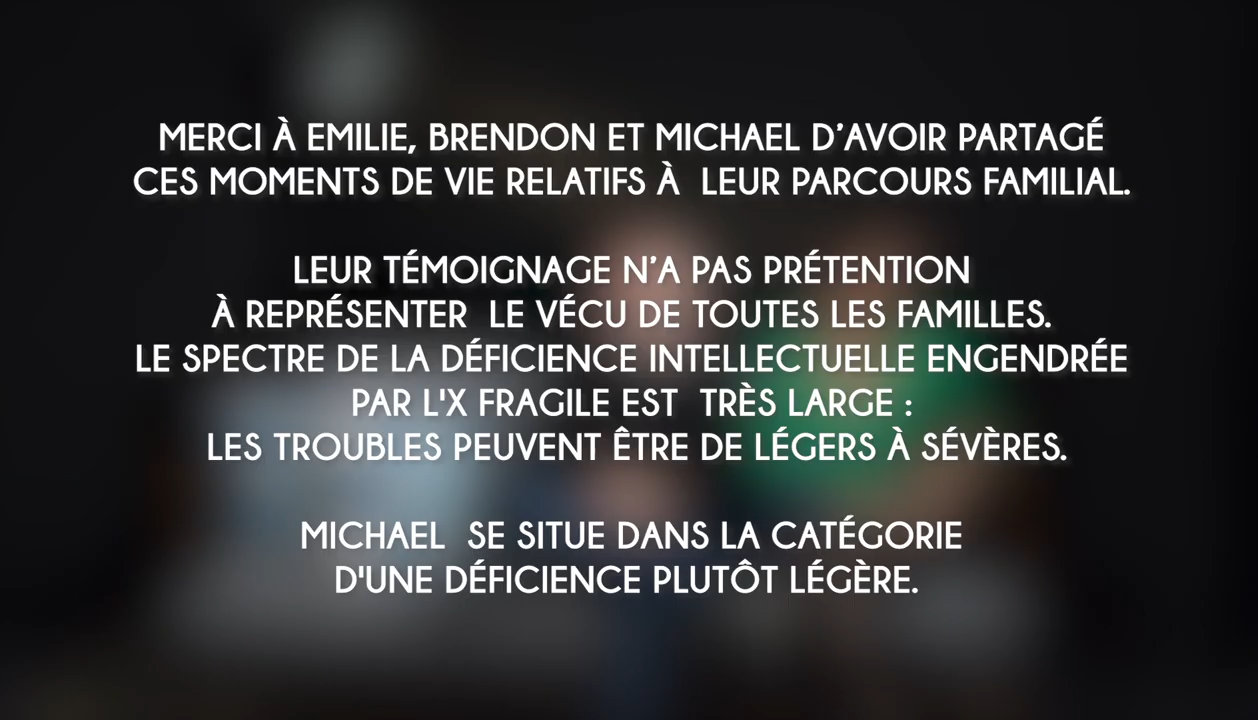 MERCI À EMILIE, BRENDON ET MICHAEL D’AVOIR PARTAGÉ
CES MOMENTS DE VIE RELATIFS À  LEUR PARCOURS FAMILIAL.
LEUR TÉMOIGNAGE N’A PAS PRÉTENTION
À REPRÉSENTER  LE VÉCU DE TOUTES LES FAMILLES.
LE SPECTRE DE LA DÉFICIENCE INTELLECTUELLE ENGENDRÉE
PAR L'X FRAGILE EST  TRÈS LARGE :
LES TROUBLES PEUVENT ÊTRE DE LÉGERS À SÉVÈRES.
MICHAEL  SE SITUE DANS LA CATÉGORIE
D'UNE DÉFICIENCE PLUTÔT LÉGÈRE.